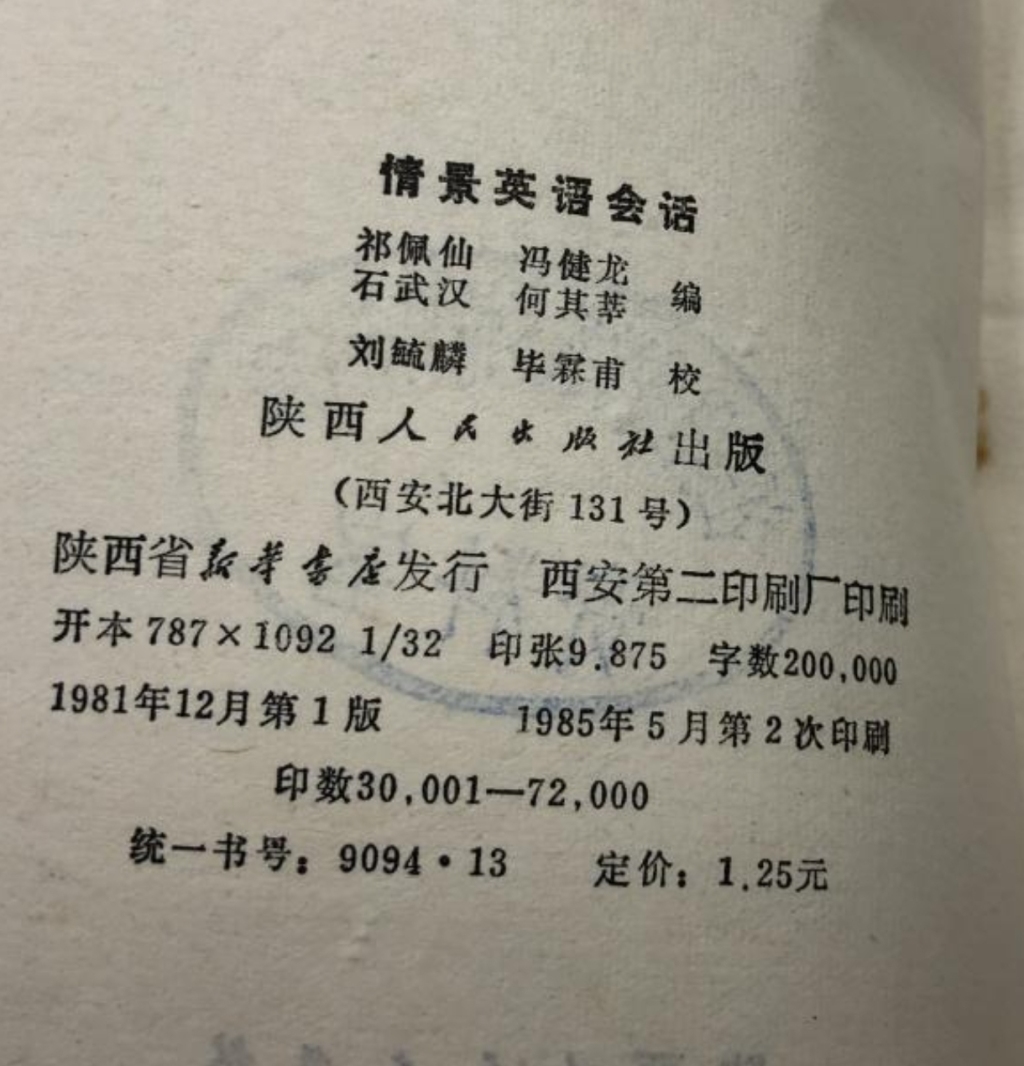 情景英语会话
祁佩仙 冯健龙
石武汉 何其莘 编
刘毓麟 毕霖甫 校
陕西人民出版社出版
(西安北大街131号)
陕西省新华书店发行 西安第二印刷厂印刷
开本787×1092 1/32 印张9.875 字数200,000
1981年12月第1版 1985年5月第2次印刷
印数30,001—72,000
统一书号：9094·13 定价：1.25元